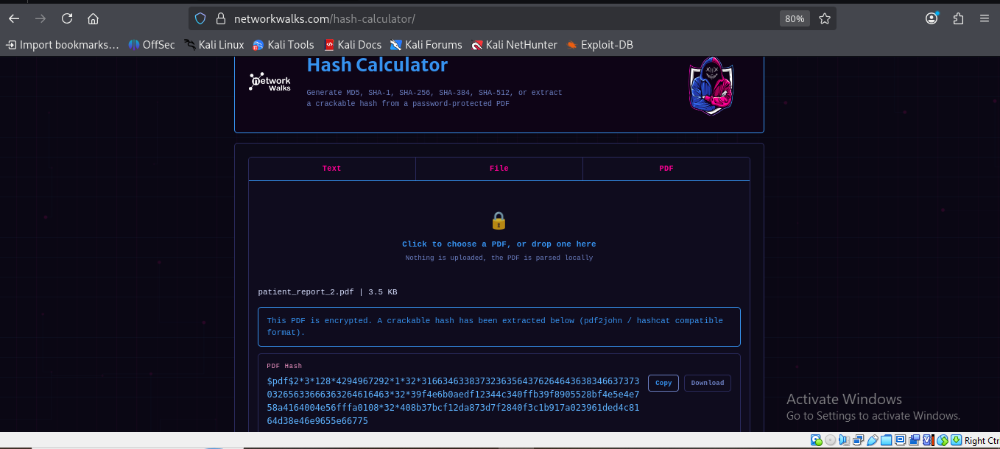 networkwalks.com/hash-calculator/
80%
Import bookmarks... OffSec Kali Linux Kali Tools Kali Docs Kali Forums Kali NetHunter Exploit-DB
network Walks
Hash Calculator
Generate MD5, SHA-1, SHA-256, SHA-384, SHA-512, or extract
a crackable hash from a password-protected PDF
Text File PDF
Click to choose a PDF, or drop one here
Nothing is uploaded, the PDF is parsed locally
patient_report_2.pdf | 3.5 KB
This PDF is encrypted. A crackable hash has been extracted below (pdf2john / hashcat compatible
format).
PDF Hash
$pdf$2*3*128*4294967292*1*32*31663463383732363564376264643638346637373
03265633666363264616463*32*39f4e6b0aedf12344c340ffb39f8905528bf4e5e4e7
58a4164004e56fffa0108*32*408b37bcf12da873d7f2840f3c1b917a023961ded4c81
64d38e46e9655e66775
Copy Download
Activate Windows
Go to Settings to activate Windows.
Right Ctr